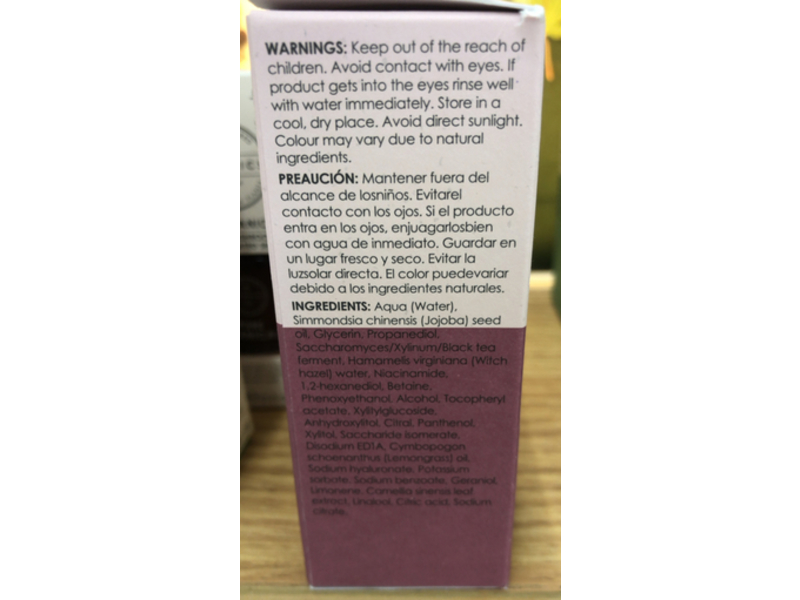 WARNINGS: Keep out of the reach of
children. Avoid contact with eyes. If
product gets into the eyes rinse well
with water immediately. Store in a
cool, dry place. Avoid direct sunlight.
Colour may vary due to natural
ingredients.
PREAUCIÓN: Mantener fuera del
alcance de losniños. Evitarel
contacto con los ojos. Si el producto
entra en los ojos, enjuagarlosbien
con agua de inmediato. Guardar en
un lugar fresco y seco. Evitar la
luzsolar directa. El color puedevariar
debido a los ingredientes naturales.
INGREDIENTS: Aqua (Water),
Simmondsia chinensis (Jojoba) seed
oil, Glycerin, Propanediol,
Saccharomyces/Xylinum/Black tea
ferment, Hamamelis virginiana (Witch
hazel) water, Niacinamide,
1,2-hexanediol, Betaine,
Phenoxyethanol, Alcohol, Tocopheryl
acetate, Xylitylglucoside,
Anhydroxylitol, Citral, Panthenol,
Xylitol, Saccharide isomerate,
Disodium EDTA, Cymbopogon
schoenanthus (Lemongrass) oil,
Sodium hyaluronate, Potassium
sorbate, Sodium benzoate, Geraniol,
Limonene, Camellia sinensis leaf
extract, Linalool, Citric acid, Sodium
citrate.